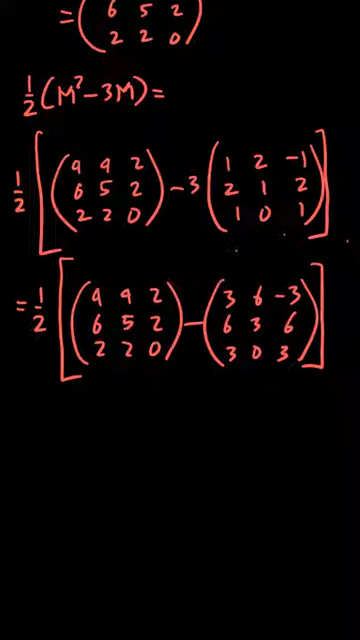 = ( 6 5 2
2 2 0 )
½(M² − 3M) =
½ [ ( 9 9 2
6 5 2
2 2 0 ) − 3 ( 1 2 −1
2 1 2
1 0 1 ) ]
= ½ [ ( 9 9 2
6 5 2
2 2 0 ) − ( 3 6 −3
6 3 6
3 0 3 ) ]